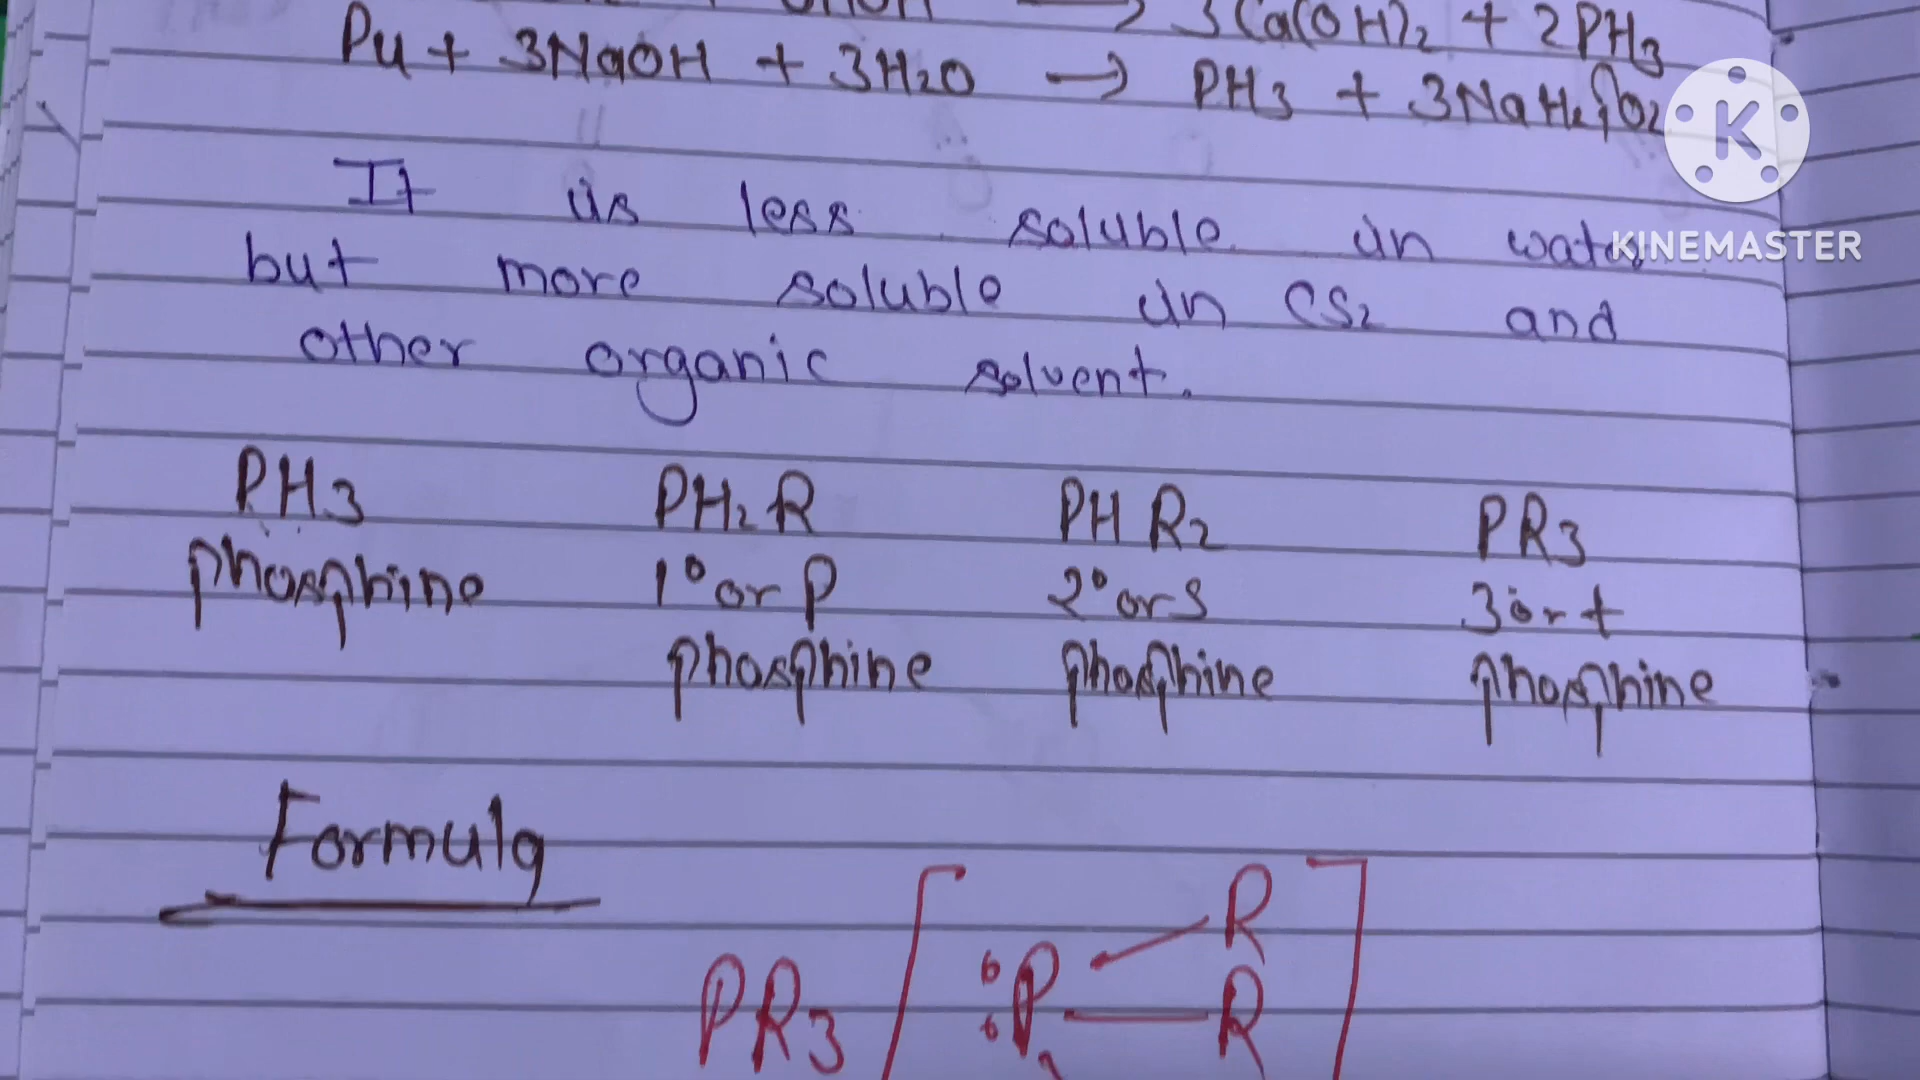 → 3Ca(OH)2 + 2PH3
P4 + 3NaOH + 3H2O → PH3 + 3NaH2PO2
K
KINEMASTER
It is less soluble in water
but more soluble in CS2 and
other organic solvent.
PH3 PH2R PHR2 PR3
phosphine 1° or P 2° or S 3° or t
phosphine phosphine phosphine
Formula
R
PR3 [ P R ]